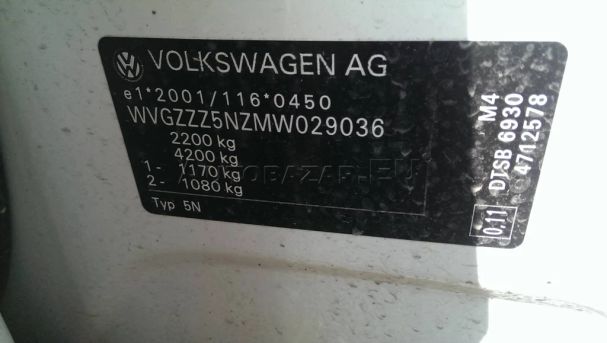 VOLKSWAGEN AG
e1*2001/116*0450
WVGZZZ5NZMW029036
2200 kg
4200 kg
1- 1170 kg
2- 1080 kg
Typ 5N
M4
DTSB 6930
4712578
0,11
OBAZAR.EU